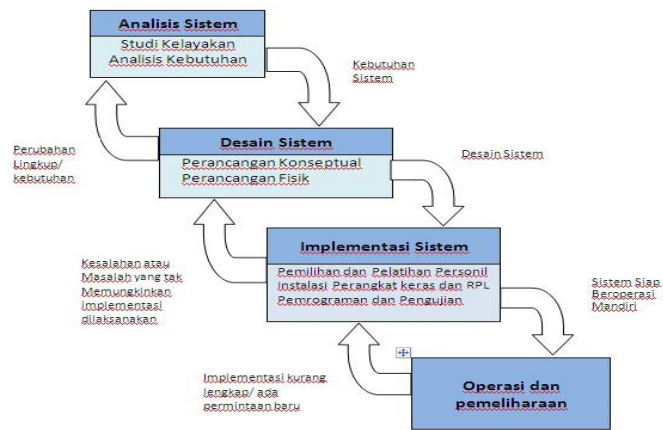 Analisis Sistem
Studi Kelayakan
Analisis Kebutuhan
Kebutuhan
Sistem
Perubahan
Lingkup/
kebutuhan
Desain Sistem
Perancangan Konseptual
Perancangan Fisik
Desain Sistem
Kesalahan atau
Masalah yang tak
Memungkinkan
implementasi
dilaksanakan
Implementasi Sistem
Pemilihan dan Pelatihan Personil
Instalasi Perangkat keras dan RPL
Pemrograman dan Pengujian
Sistem Siap
Beroperasi
Mandiri
Implementasi kurang
lengkap/ ada
permintaan baru
Operasi dan
pemeliharaan